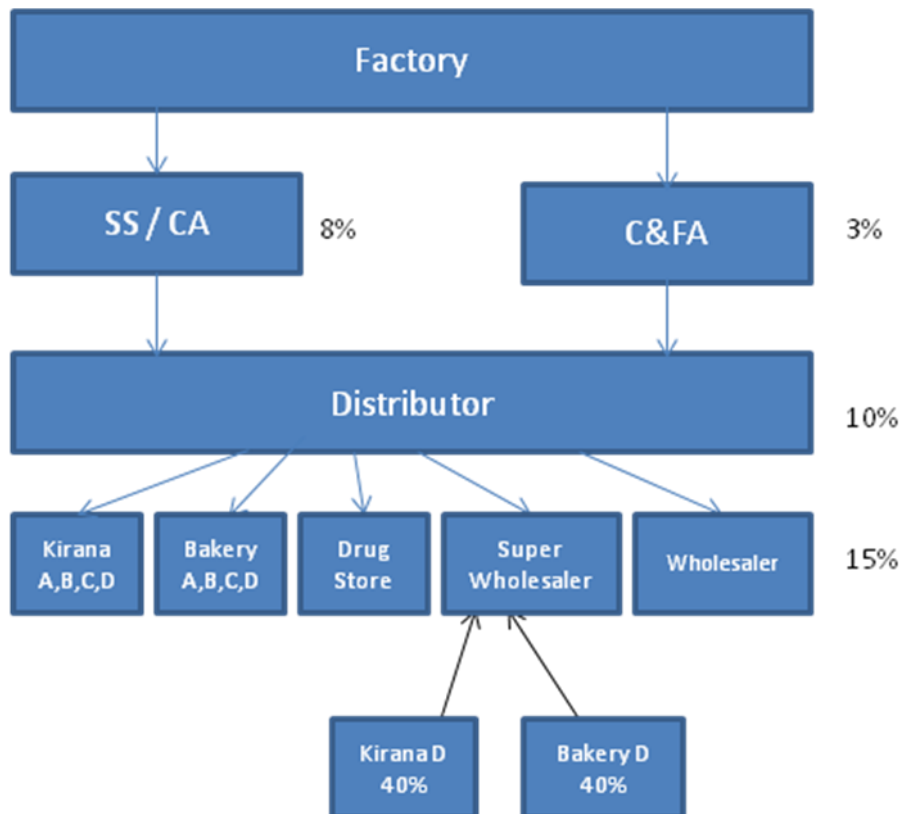 Factory
SS / CA
8%
C&FA
3%
Distributor
10%
Kirana
A,B,C,D
Bakery
A,B,C,D
Drug
Store
Super
Wholesaler
Wholesaler
15%
Kirana D
40%
Bakery D
40%